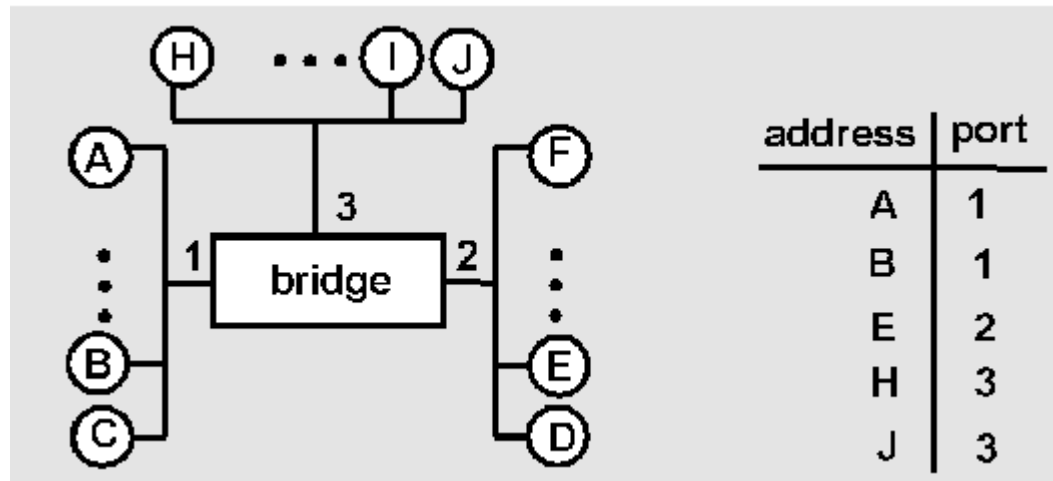 H I J
A F
3
1 bridge 2
B E
C D
address port
A 1
B 1
E 2
H 3
J 3